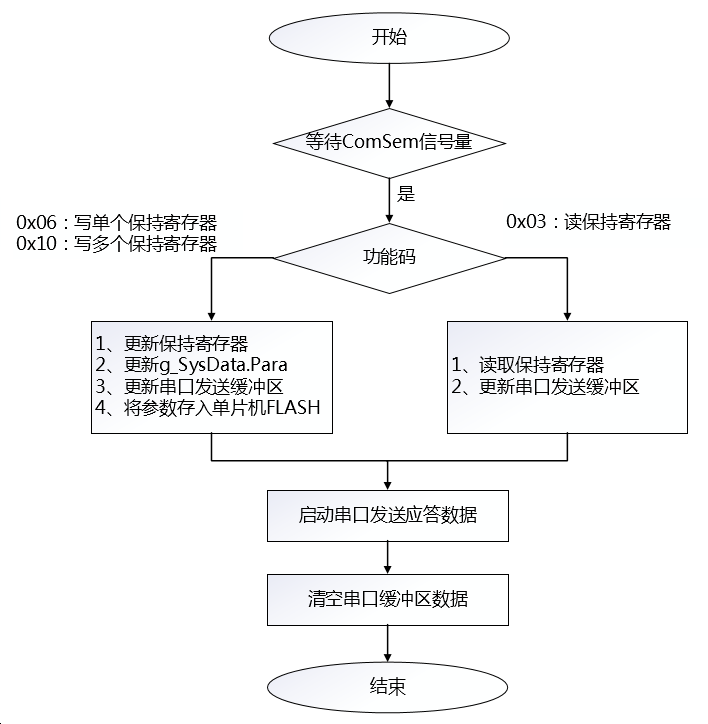 开始
等待ComSem信号量
是
0x06：写单个保持寄存器
0x10：写多个保持寄存器
0x03：读保持寄存器
功能码
1、更新保持寄存器
2、更新g_SysData.Para
3、更新串口发送缓冲区
4、将参数存入单片机FLASH
1、读取保持寄存器
2、更新串口发送缓冲区
启动串口发送应答数据
清空串口缓冲区数据
结束